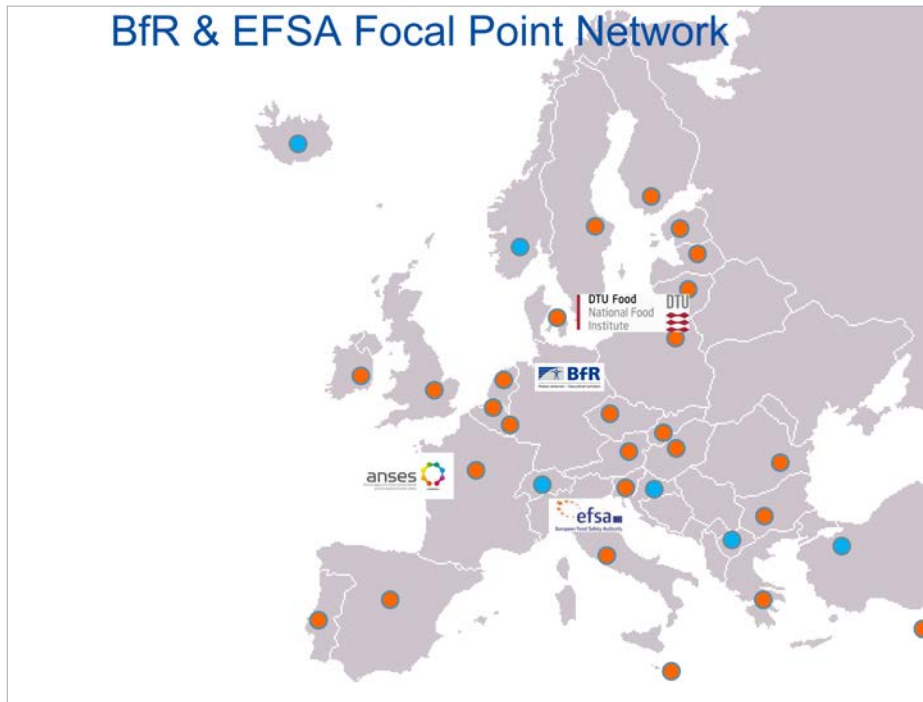 BfR & EFSA Focal Point Network
DTU Food
National Food
Institute
DTU
BfR
anses
efsa
European Food Safety Authority